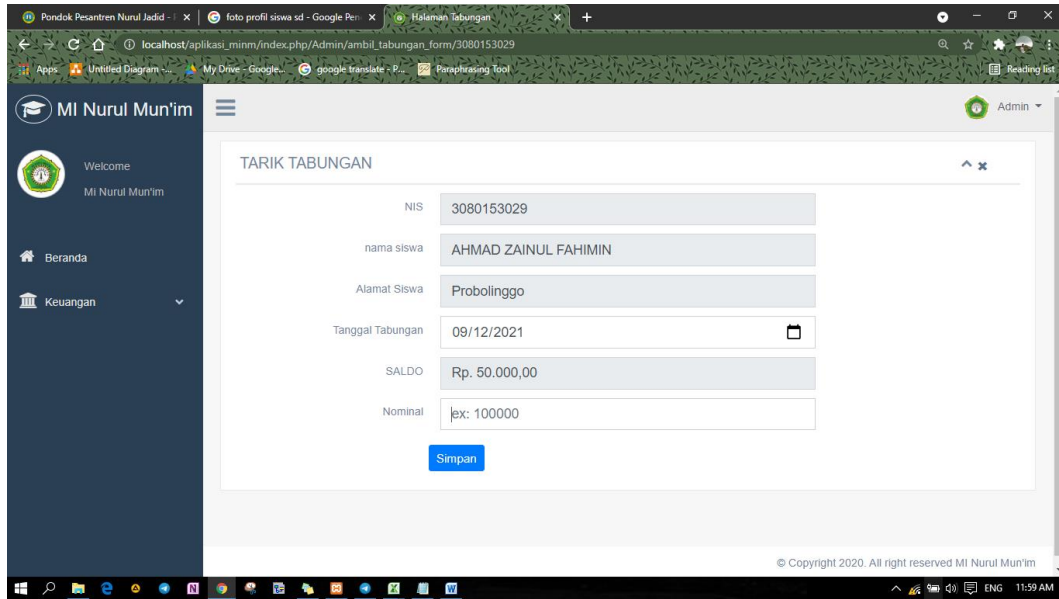 Pondok Pesantren Nurul Jadid -
foto profil siswa sd - Google Pen
Halaman Tabungan
localhost/aplikasi_minm/index.php/Admin/ambil_tabungan_form/3080153029
Apps
Untitled Diagram -...
My Drive - Google...
google translate - P...
Paraphrasing Tool
Reading list
MI Nurul Mun'im
Admin
Welcome
Mi Nurul Mun'im
Beranda
Keuangan
TARIK TABUNGAN
NIS 3080153029
nama siswa AHMAD ZAINUL FAHIMIN
Alamat Siswa Probolinggo
Tanggal Tabungan 09/12/2021
SALDO Rp. 50.000,00
Nominal ex: 100000
Simpan
© Copyright 2020. All right reserved MI Nurul Mun'im
ENG 11:59 AM